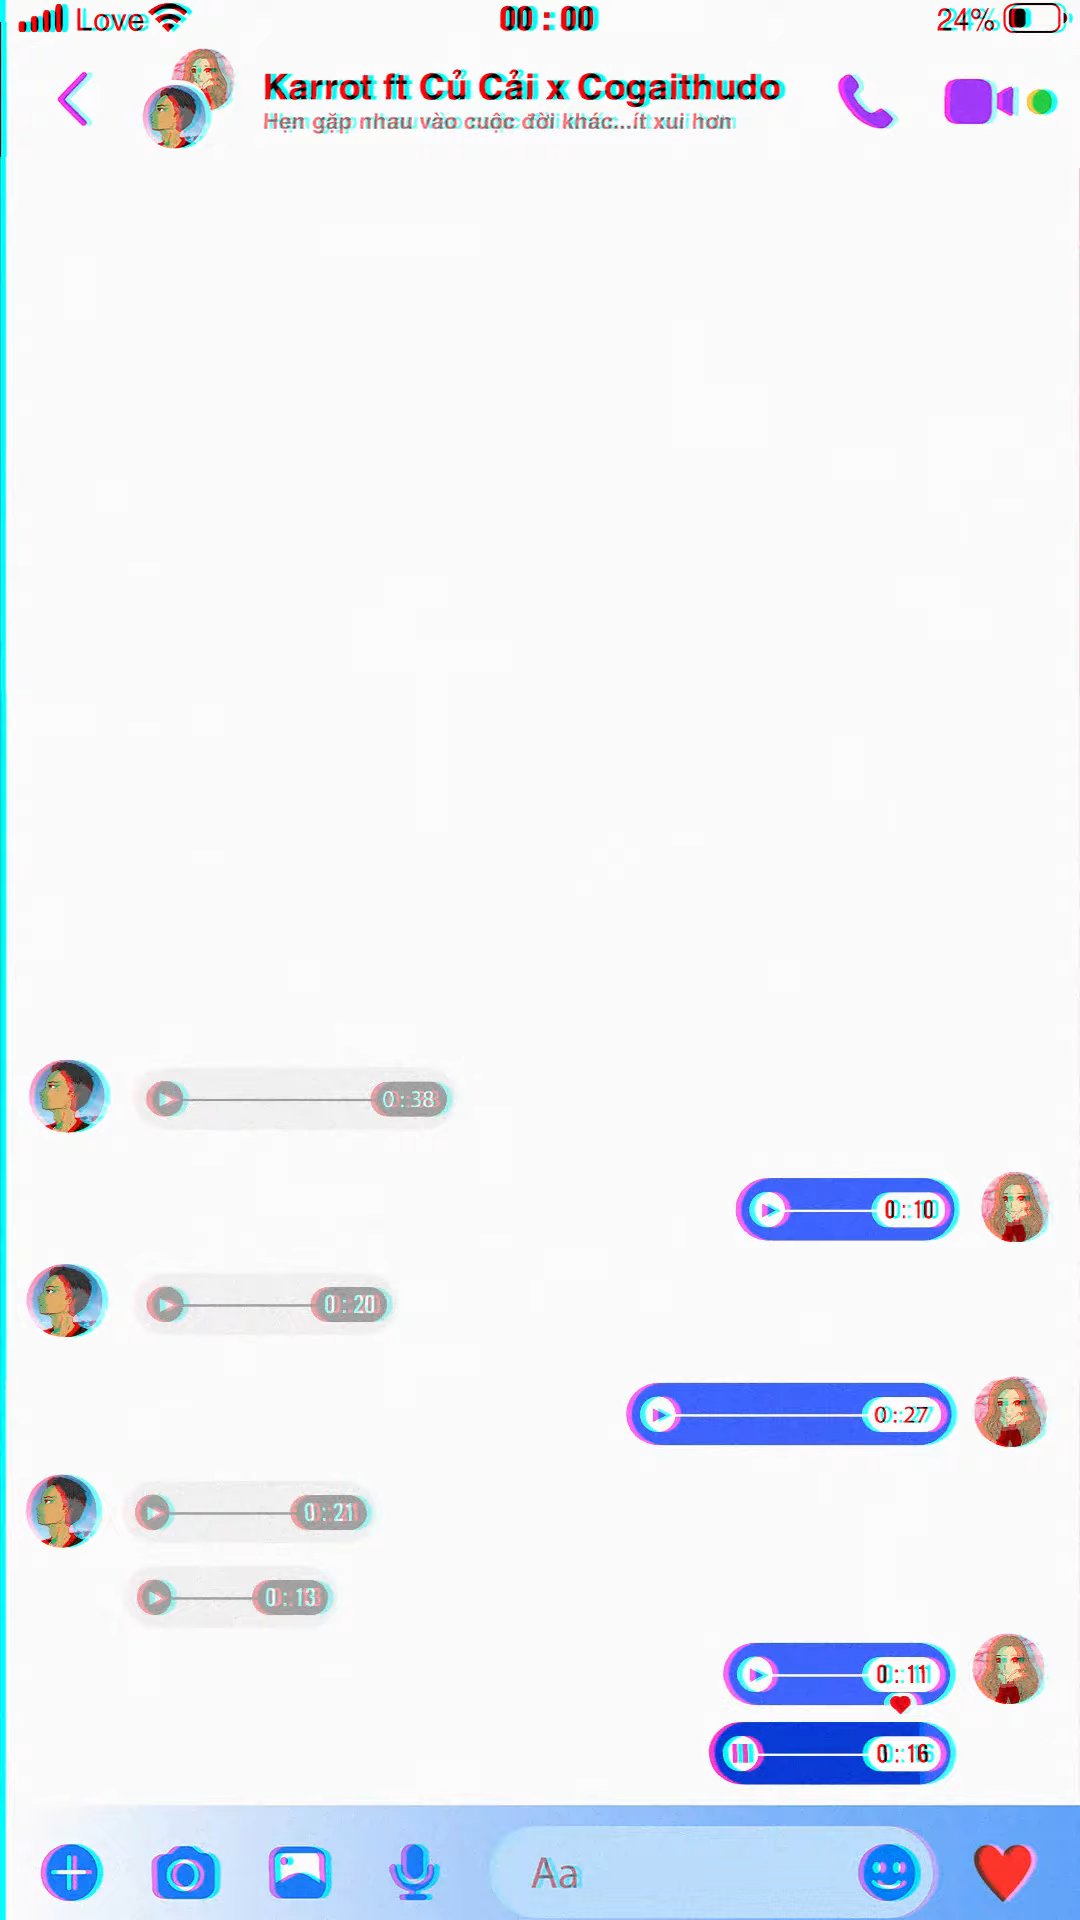 Love 00 : 00 24%
Karrot ft Củ Cải x Cogaithudo
Hẹn gặp nhau vào cuộc đời khác...ít xui hơn
0 : 38
0 : 10
0 : 20
0 : 27
0 : 21
0 : 13
0 : 11
0 : 16
Aa